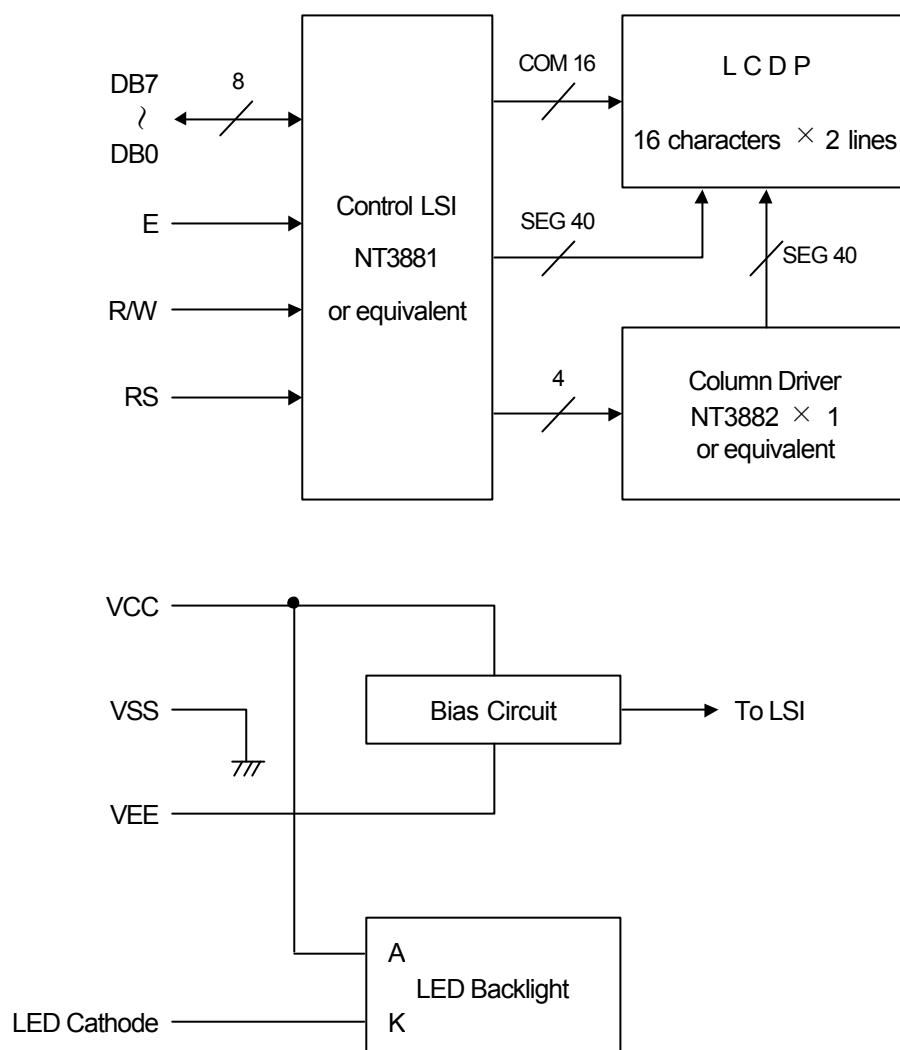 DB7
~
DB0
8
E
R/W
RS
Control LSI
NT3881
or equivalent
COM 16
SEG 40
4
L C D P
16 characters × 2 lines
SEG 40
Column Driver
NT3882 × 1
or equivalent
VCC
VSS
VEE
Bias Circuit
To LSI
A
LED Backlight
K
LED Cathode